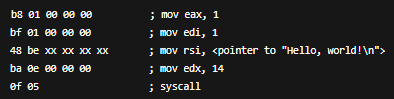 b8 01 00 00 00 ; mov eax, 1
bf 01 00 00 00 ; mov edi, 1
48 be xx xx xx xx ; mov rsi, <pointer to "Hello, world!\n">
ba 0e 00 00 00 ; mov edx, 14
0f 05 ; syscall